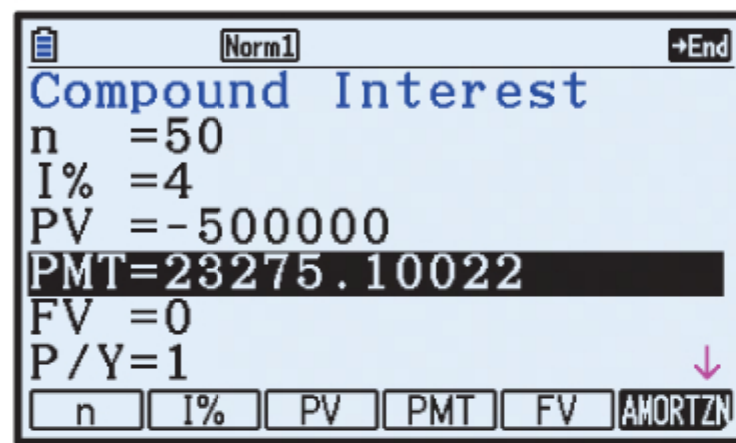 Norm1 →End
Compound Interest
n =50
I% =4
PV =-500000
PMT=23275.10022
FV =0
P/Y=1 ↓
n I% PV PMT FV AMORTZN